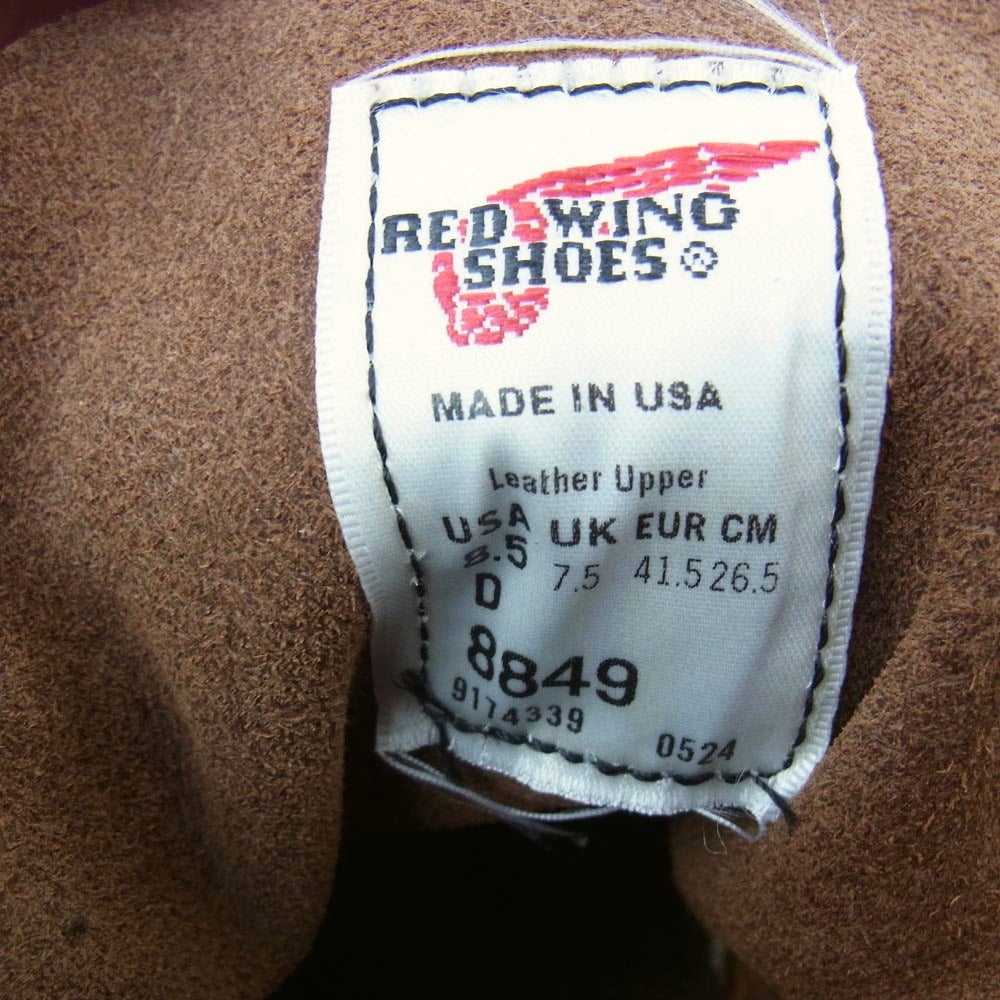 RED WING
SHOES ®
MADE IN USA
Leather Upper
USA UK EUR CM
8.5 7.5 41.5 26.5
D
8849
9174339
0524